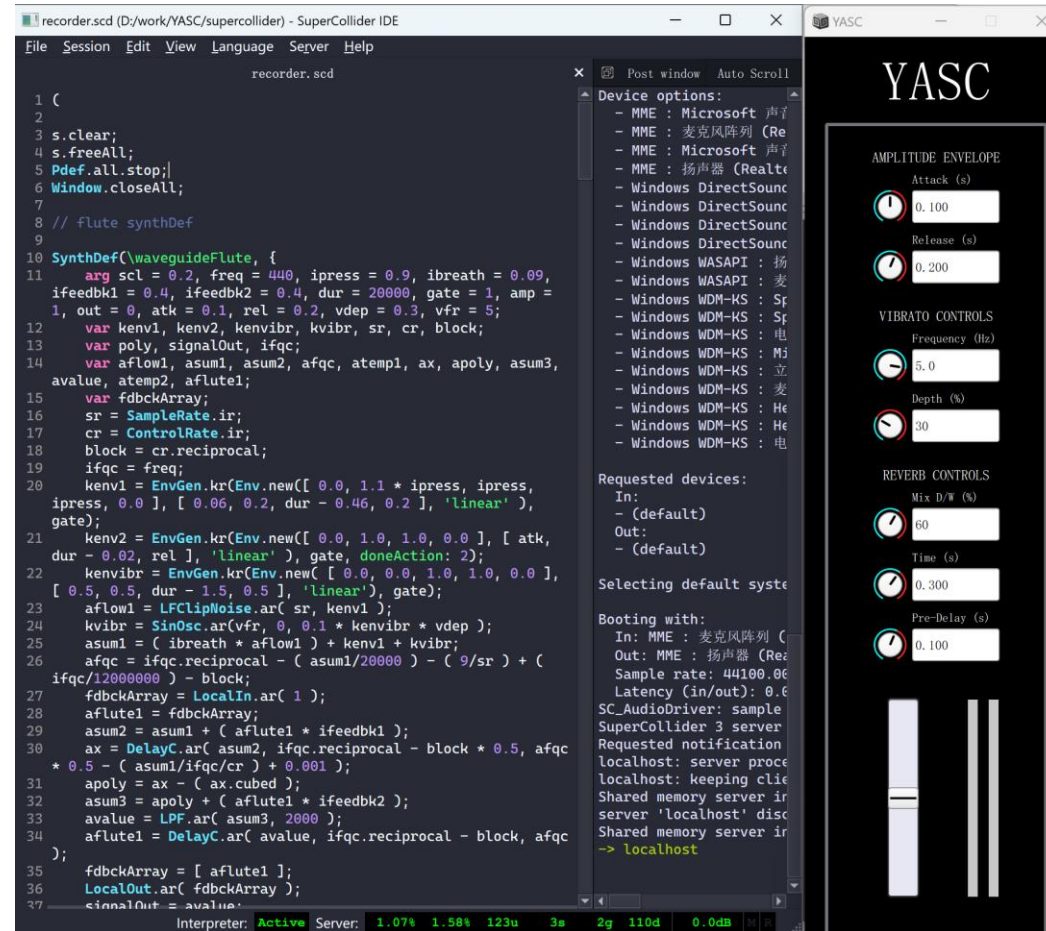 recorder.scd (D:/work/YASC/supercollider) - SuperCollider IDE
File Session Edit View Language Server Help
recorder.scd
1 (
2
3 s.clear;
4 s.freeAll;
5 Pdef.all.stop;
6 Window.closeAll;
7
8 // flute synthDef
9
10 SynthDef(\waveguideFlute, {
11 arg scl = 0.2, freq = 440, ipress = 0.9, ibreath = 0.09,
ifeedbk1 = 0.4, ifeedbk2 = 0.4, dur = 20000, gate = 1, amp =
1, out = 0, atk = 0.1, rel = 0.2, vdep = 0.3, vfr = 5;
12 var kenv1, kenv2, kenvibr, kvibr, sr, cr, block;
13 var poly, signalOut, ifqc;
14 var aflow1, asum1, asum2, afqc, atemp1, ax, apoly, asum3,
avalue, atemp2, aflute1;
15 var fdbckArray;
16 sr = SampleRate.ir;
17 cr = ControlRate.ir;
18 block = cr.reciprocal;
19 ifqc = freq;
20 kenv1 = EnvGen.kr(Env.new([ 0.0, 1.1 * ipress, ipress,
ipress, 0.0 ], [ 0.06, 0.2, dur - 0.46, 0.2 ], 'linear' ),
gate);
21 kenv2 = EnvGen.kr(Env.new([ 0.0, 1.0, 1.0, 0.0 ], [ atk,
dur - 0.02, rel ], 'linear' ), gate, doneAction: 2);
22 kenvibr = EnvGen.kr(Env.new( [ 0.0, 0.0, 1.0, 1.0, 0.0 ],
[ 0.5, 0.5, dur - 1.5, 0.5 ], 'linear'), gate);
23 aflow1 = LFClipNoise.ar( sr, kenv1 );
24 kvibr = SinOsc.ar(vfr, 0, 0.1 * kenvibr * vdep );
25 asum1 = ( ibreath * aflow1 ) + kenv1 + kvibr;
26 afqc = ifqc.reciprocal - ( asum1/20000 ) - ( 9/sr ) + (
ifqc/12000000 ) - block;
27 fdbckArray = LocalIn.ar( 1 );
28 aflute1 = fdbckArray;
29 asum2 = asum1 + ( aflute1 * ifeedbk1 );
30 ax = DelayC.ar( asum2, ifqc.reciprocal - block * 0.5, afqc
* 0.5 - ( asum1/ifqc/cr ) + 0.001 );
31 apoly = ax - ( ax.cubed );
32 asum3 = apoly + ( aflute1 * ifeedbk2 );
33 avalue = LPF.ar( asum3, 2000 );
34 aflute1 = DelayC.ar( avalue, ifqc.reciprocal - block, afqc
);
35 fdbckArray = [ aflute1 ];
36 LocalOut.ar( fdbckArray );
37 signalOut = avalue;
Post window Auto Scroll
Device options:
- MME : Microsoft 声
- MME : 麦克风阵列 (Re
- MME : Microsoft 声
- MME : 扬声器 (Realte
- Windows DirectSound
- Windows DirectSound
- Windows DirectSound
- Windows DirectSound
- Windows WASAPI : 扬
- Windows WASAPI : 麦
- Windows WDM-KS : Sp
- Windows WDM-KS : Sp
- Windows WDM-KS : 电
- Windows WDM-KS : Mi
- Windows WDM-KS : 立
- Windows WDM-KS : 麦
- Windows WDM-KS : He
- Windows WDM-KS : He
- Windows WDM-KS : 电
Requested devices:
In:
- (default)
Out:
- (default)
Selecting default syste
Booting with:
In: MME : 麦克风阵列 (
Out: MME : 扬声器 (Rea
Sample rate: 44100.00
Latency (in/out): 0.0
SC_AudioDriver: sample
SuperCollider 3 server
Requested notification
localhost: server proce
localhost: keeping clie
Shared memory server in
server 'localhost' disc
Shared memory server in
-> localhost
Interpreter: Active Server: 1.07% 1.58% 123u 3s 2g 110d 0.0dB M R
YASC
YASC
AMPLITUDE ENVELOPE
Attack (s)
0.100
Release (s)
0.200
VIBRATO CONTROLS
Frequency (Hz)
5.0
Depth (%)
30
REVERB CONTROLS
Mix D/W (%)
60
Time (s)
0.300
Pre-Delay (s)
0.100